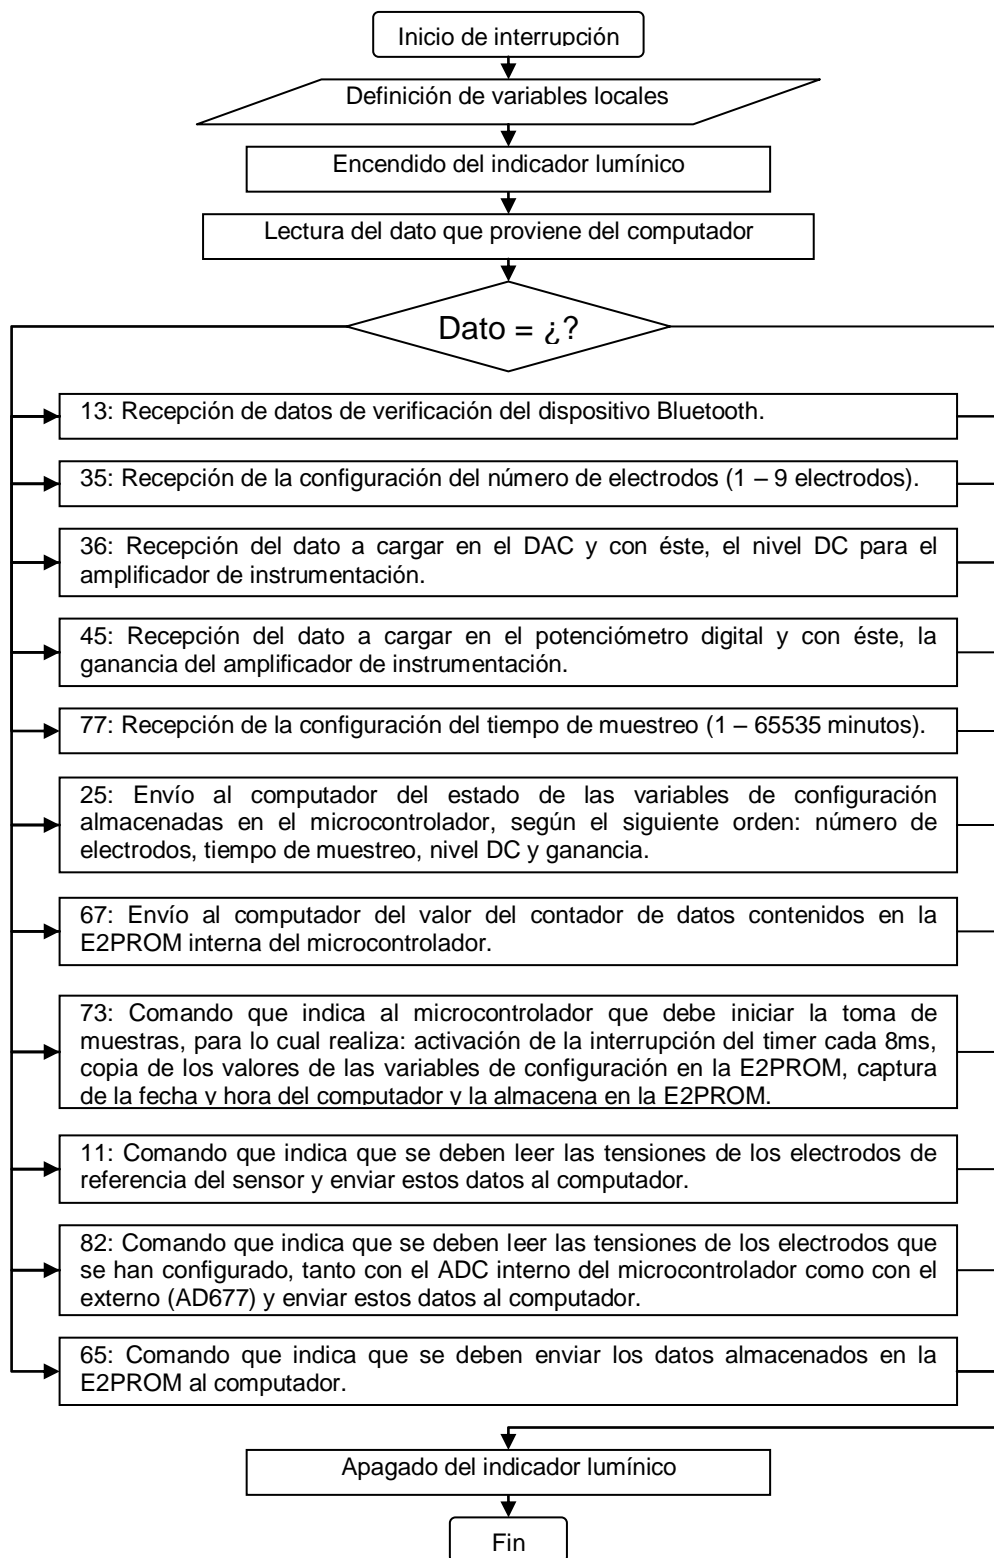 Inicio de interrupción
Definición de variables locales
Encendido del indicador lumínico
Lectura del dato que proviene del computador
Dato = ¿?
13: Recepción de datos de verificación del dispositivo Bluetooth.
35: Recepción de la configuración del número de electrodos (1 – 9 electrodos).
36: Recepción del dato a cargar en el DAC y con éste, el nivel DC para el
amplificador de instrumentación.
45: Recepción del dato a cargar en el potenciómetro digital y con éste, la
ganancia del amplificador de instrumentación.
77: Recepción de la configuración del tiempo de muestreo (1 – 65535 minutos).
25: Envío al computador del estado de las variables de configuración
almacenadas en el microcontrolador, según el siguiente orden: número de
electrodos, tiempo de muestreo, nivel DC y ganancia.
67: Envío al computador del valor del contador de datos contenidos en la
E2PROM interna del microcontrolador.
73: Comando que indica al microcontrolador que debe iniciar la toma de
muestras, para lo cual realiza: activación de la interrupción del timer cada 8ms,
copia de los valores de las variables de configuración en la E2PROM, captura
de la fecha y hora del computador y la almacena en la E2PROM.
11: Comando que indica que se deben leer las tensiones de los electrodos de
referencia del sensor y enviar estos datos al computador.
82: Comando que indica que se deben leer las tensiones de los electrodos que
se han configurado, tanto con el ADC interno del microcontrolador como con el
externo (AD677) y enviar estos datos al computador.
65: Comando que indica que se deben enviar los datos almacenados en la
E2PROM al computador.
Apagado del indicador lumínico
Fin